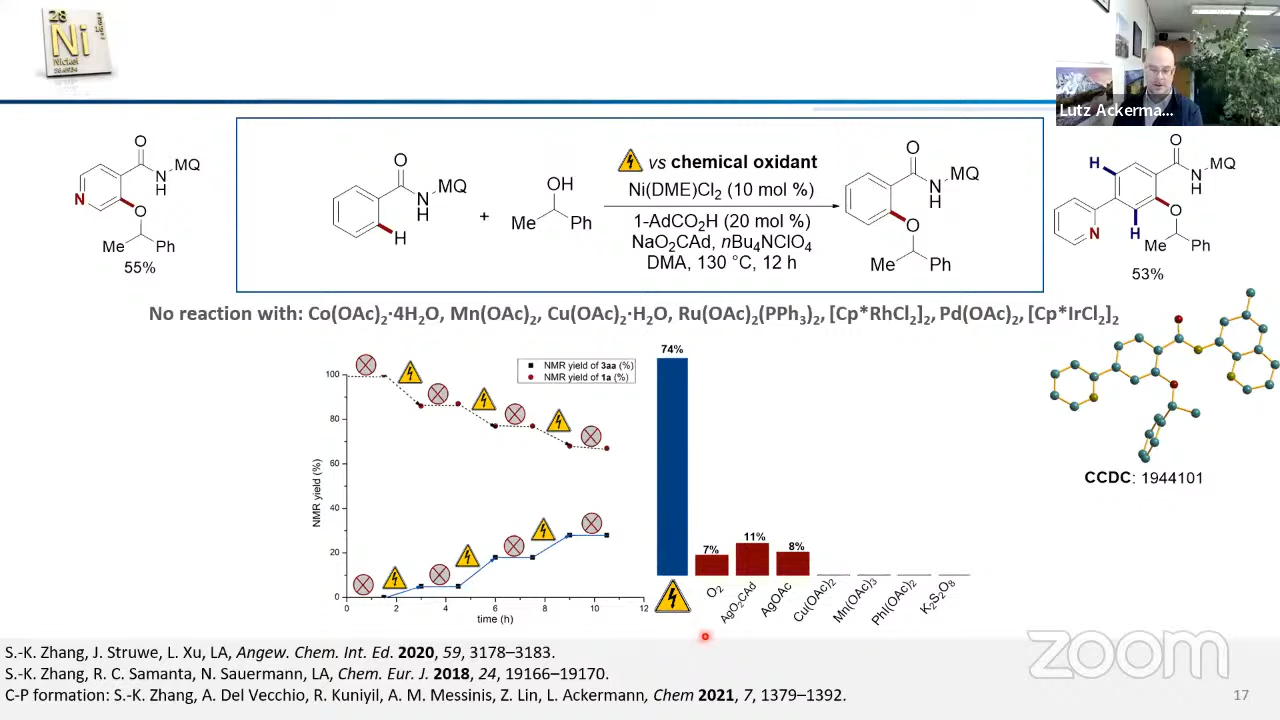 28
Ni
Nickel
Lutz Ackerma...
O
MQ
N
H
N
O
Me
Ph
55%
O
MQ
N
H
H
+
OH
Me
Ph
vs chemical oxidant
Ni(DME)Cl2 (10 mol %)
1-AdCO2H (20 mol %)
NaO2CAd, nBu4NClO4
DMA, 130 °C, 12 h
O
MQ
N
H
O
Me
Ph
O
H
MQ
N
H
O
H
N
Me
Ph
53%
No reaction with: Co(OAc)2·4H2O, Mn(OAc)2, Cu(OAc)2·H2O, Ru(OAc)2(PPh3)2, [Cp*RhCl2]2, Pd(OAc)2, [Cp*IrCl2]2
NMR yield of 3aa (%)
NMR yield of 1a (%)
NMR yield (%)
100
80
60
40
20
0
0 2 4 6 8 10 12
time (h)
74%
7%
11%
8%
O2
AgO2CAd
AgOAc
Cu(OAc)2
Mn(OAc)3
PhI(OAc)2
K2S2O8
CCDC: 1944101
S.-K. Zhang, J. Struwe, L. Xu, LA, Angew. Chem. Int. Ed. 2020, 59, 3178–3183.
S.-K. Zhang, R. C. Samanta, N. Sauermann, LA, Chem. Eur. J. 2018, 24, 19166–19170.
C-P formation: S.-K. Zhang, A. Del Vecchio, R. Kuniyil, A. M. Messinis, Z. Lin, L. Ackermann, Chem 2021, 7, 1379–1392.
zoom
17